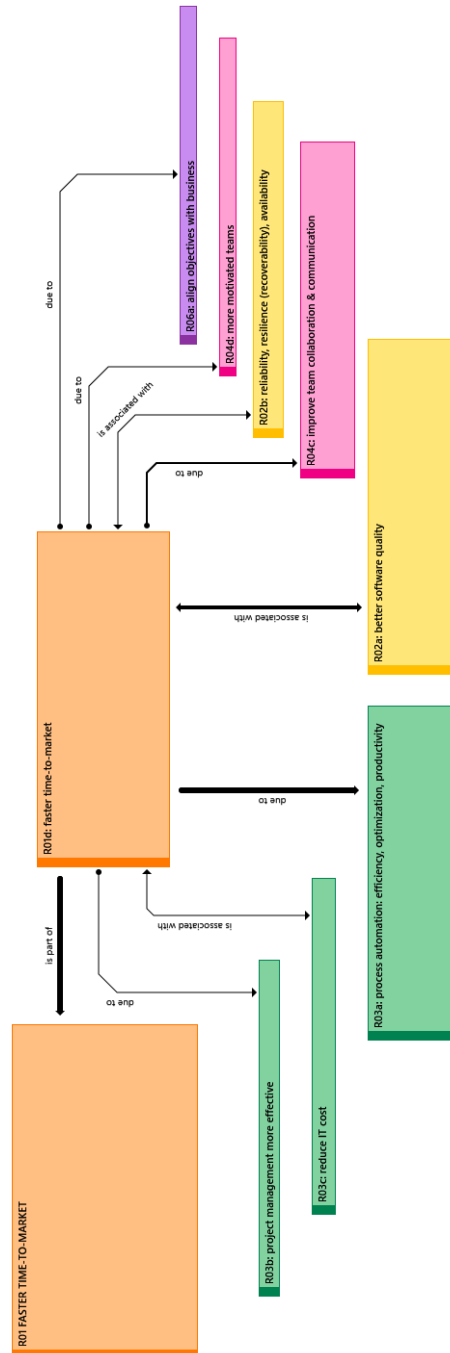 R01 FASTER TIME-TO-MARKET
is part of
R01d: faster time-to-market
due to
due to
is associated with
due to
R06a: align objectives with business
R04d: more motivated teams
R02b: reliability, resilience (recoverability), availability
R04c: improve team collaboration & communication
is associated with
R02a: better software quality
due to
R03a: process automation: efficiency, optimization, productivity
is associated with
R03c: reduce IT cost
due to
R03b: project management more effective